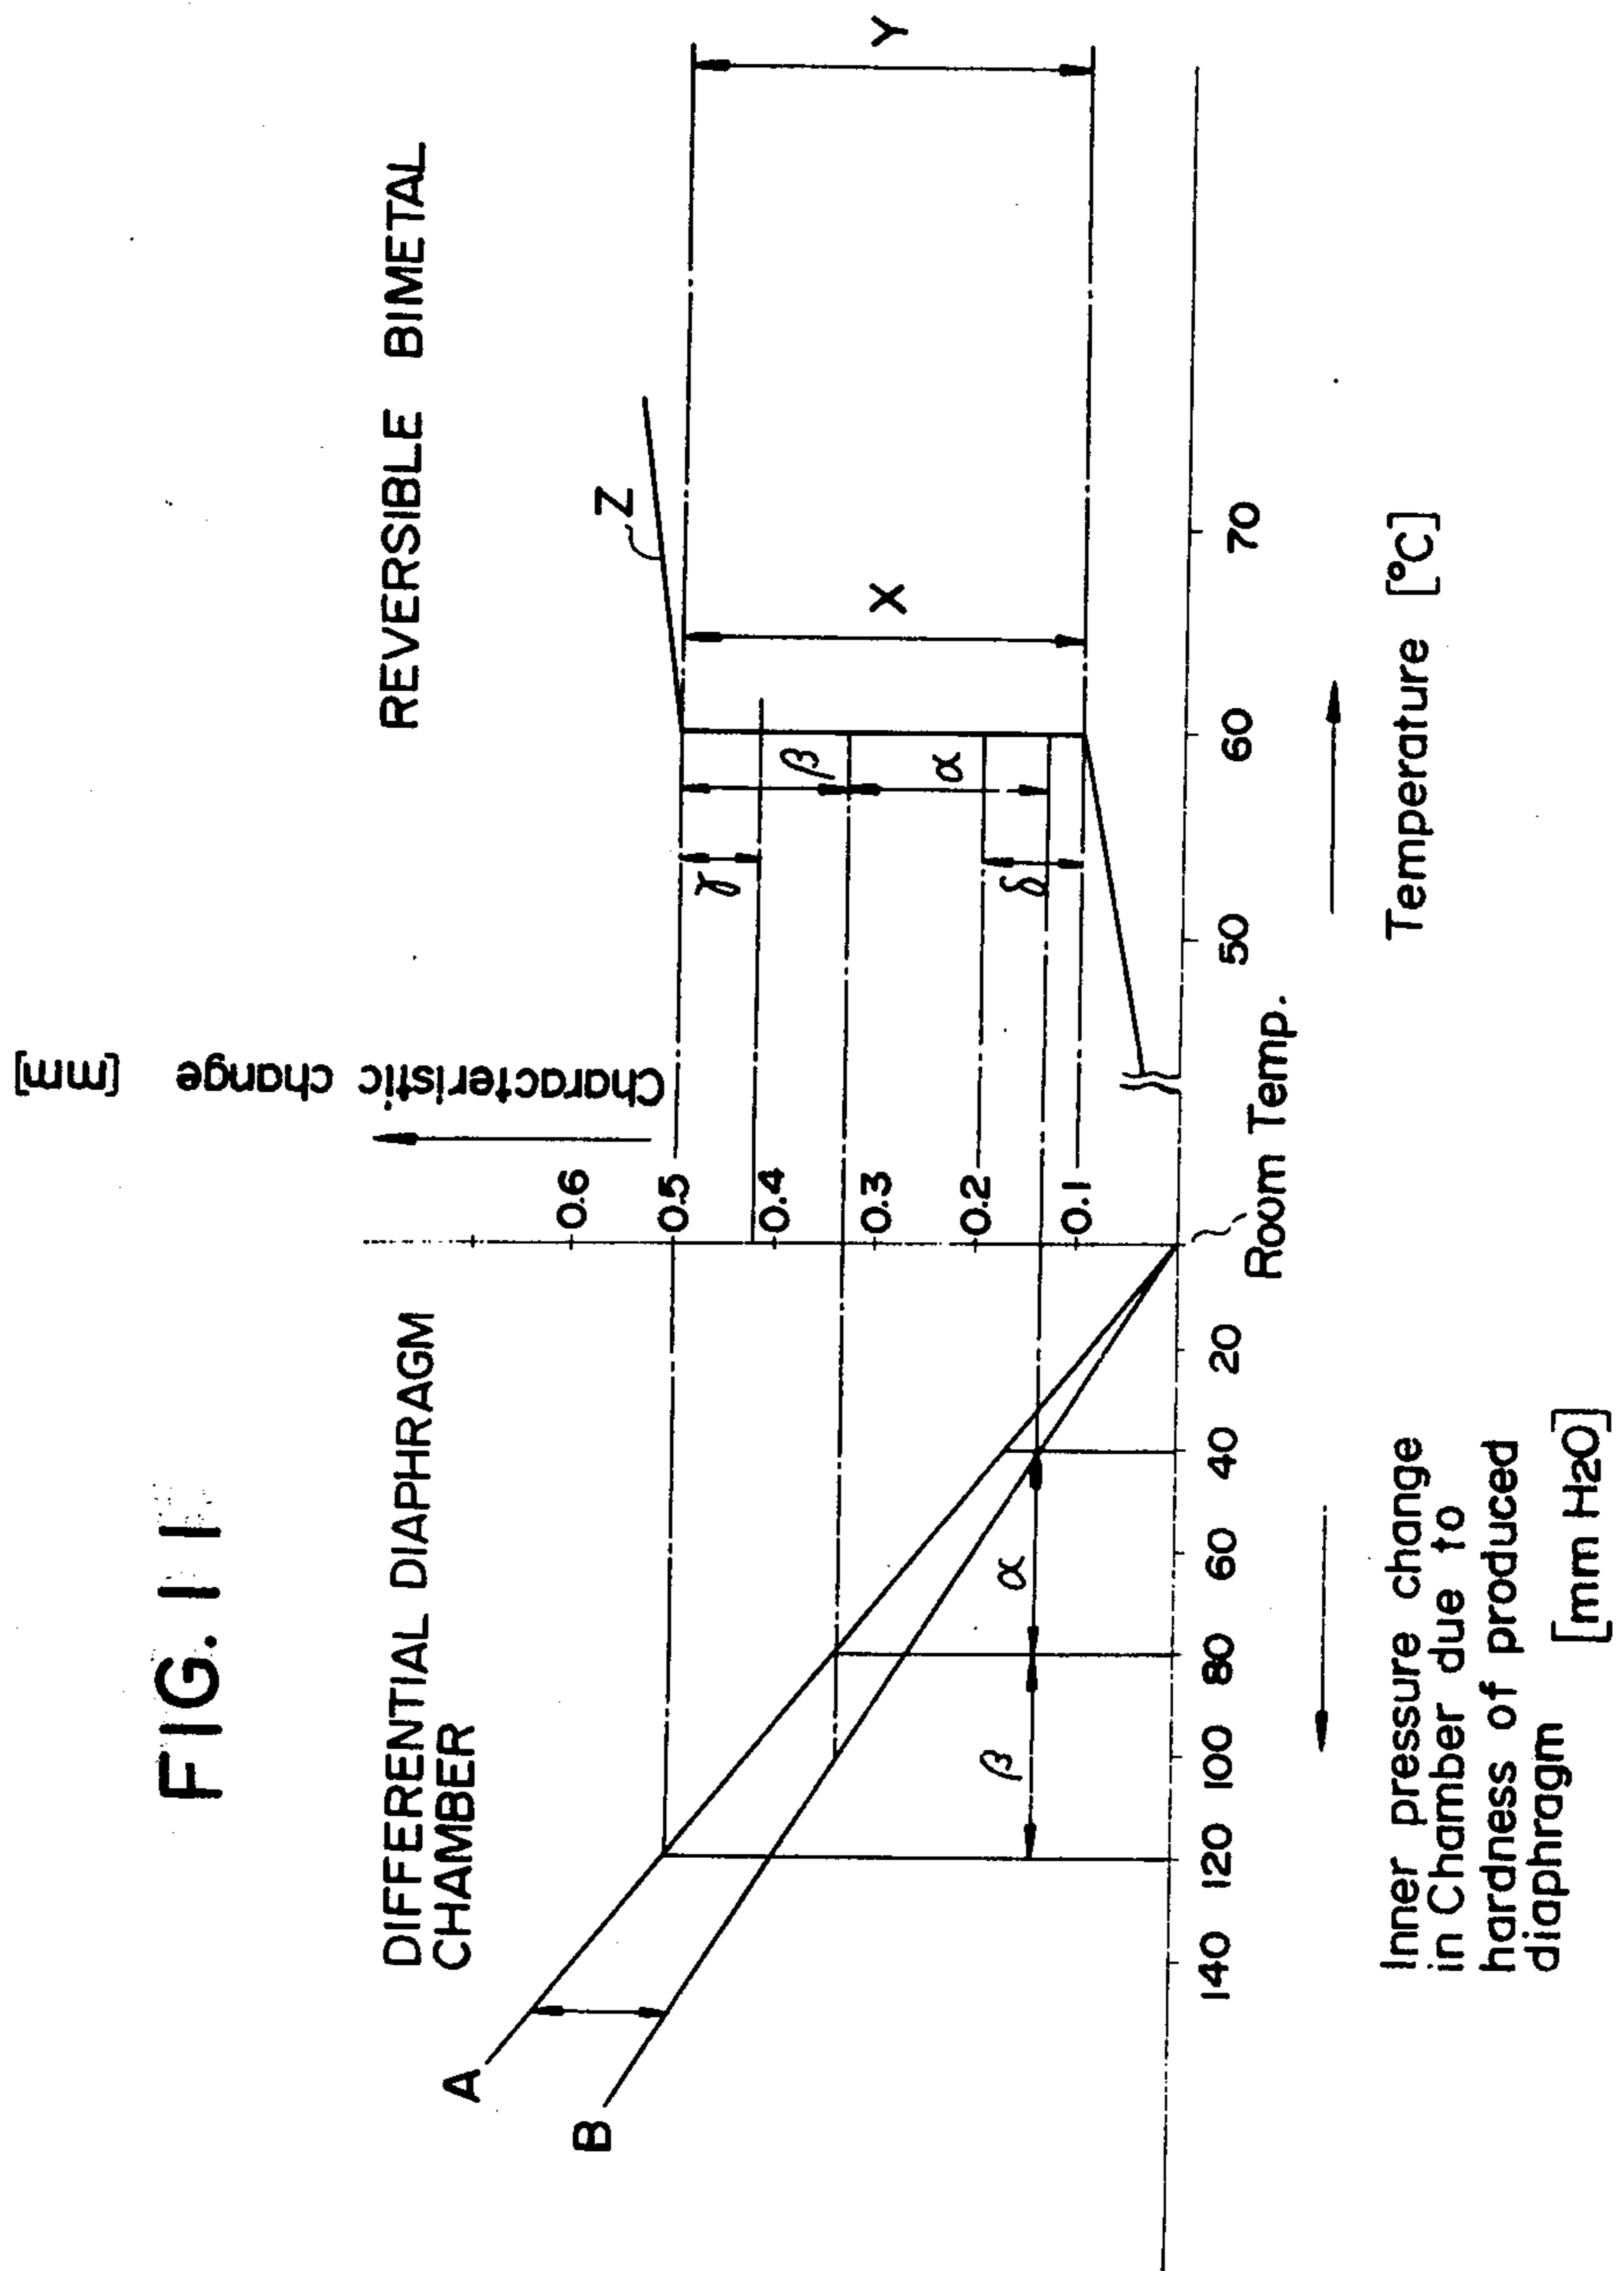 FIG. 11
DIFFERENTIAL DIAPHRAGM
CHAMBER
REVERSIBLE BIMETAL
Characteristic change [mm]
A
B
Z
0.6
0.5
0.4
0.3
0.2
0.1
γ
β
α
δ
X
Y
α
β
140 120 100 80 60 40 20
Room Temp.
50 60 70
Temperature [°C]
Inner pressure change
in Chamber due to
hardness of produced
diaphragm [mm H2O]